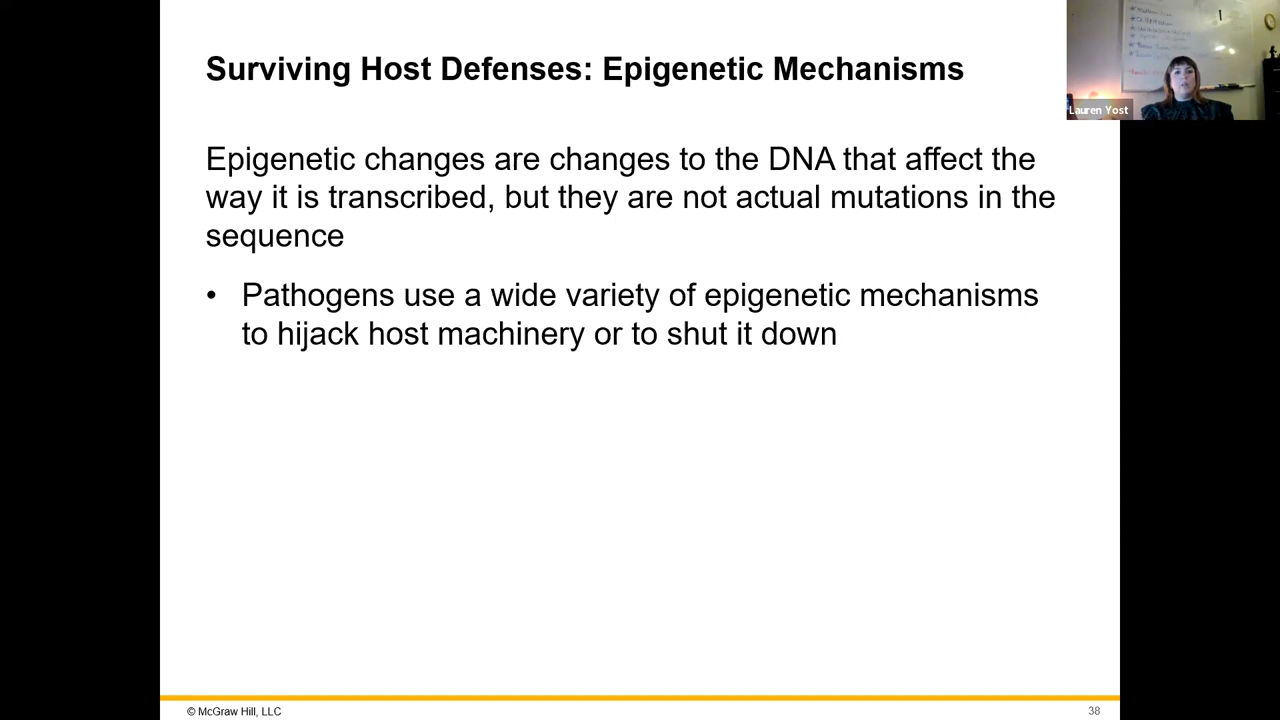 Surviving Host Defenses: Epigenetic Mechanisms
Lauren Yost
Epigenetic changes are changes to the DNA that affect the
way it is transcribed, but they are not actual mutations in the
sequence
• Pathogens use a wide variety of epigenetic mechanisms
to hijack host machinery or to shut it down
© McGraw Hill, LLC
38